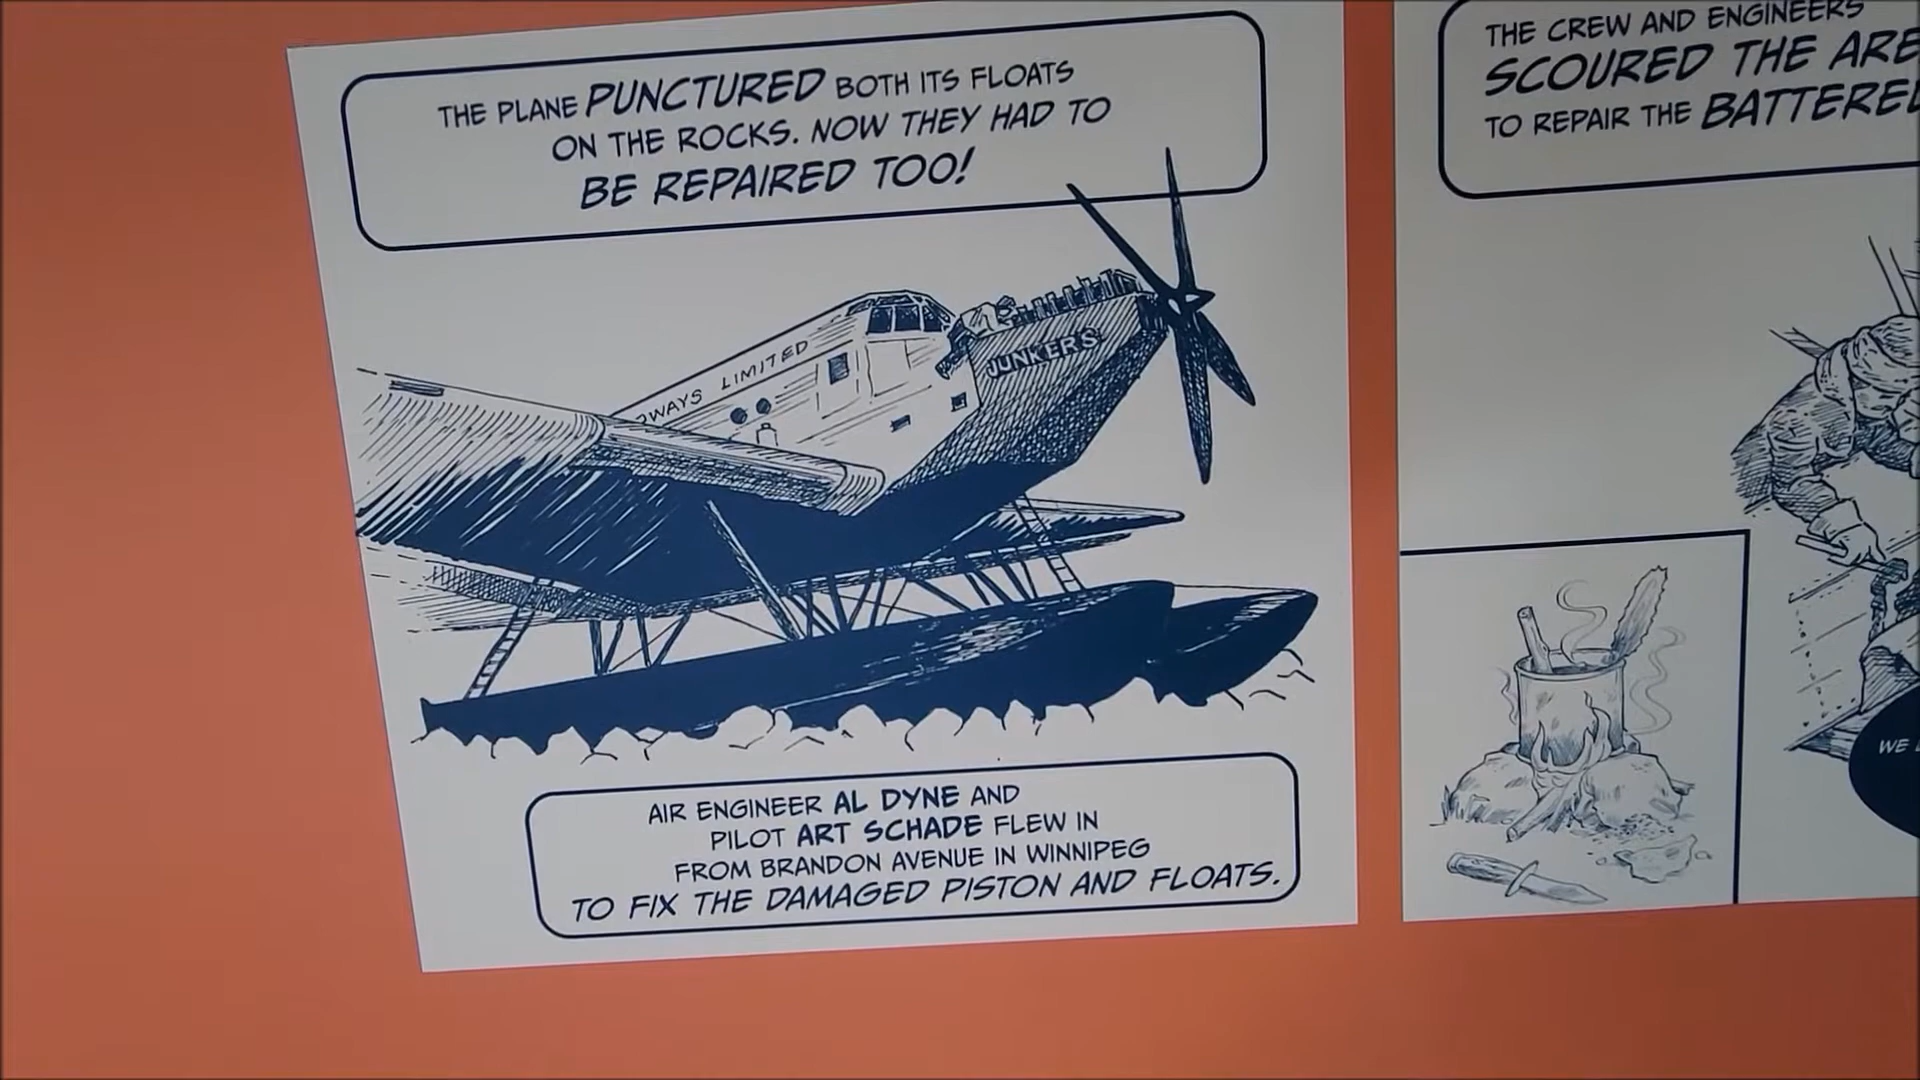 THE PLANE PUNCTURED BOTH ITS FLOATS
ON THE ROCKS. NOW THEY HAD TO
BE REPAIRED TOO!
WAYS LIMITED
JUNKERS
AIR ENGINEER AL DYNE AND
PILOT ART SCHADE FLEW IN
FROM BRANDON AVENUE IN WINNIPEG
TO FIX THE DAMAGED PISTON AND FLOATS.
THE CREW AND ENGINEERS
SCOURED THE
TO REPAIR THE BATTERED
WE